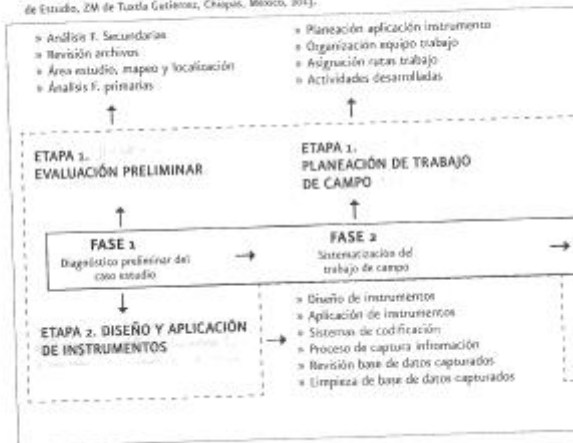 de Estudio, ZM de Tuxtla Gutiérrez, Chiapas, México, 2013.
» Análisis F. Secundarias
» Revisión archivos
» Área estudio, mapeo y localización
» Ánalisis F. primarias
» Planeación aplicación instrumento
» Organización equipo trabajo
» Asignación rutas trabajo
» Actividades desarrolladas
ETAPA 1.
EVALUACIÓN PRELIMINAR
ETAPA 1.
PLANEACIÓN DE TRABAJO
DE CAMPO
FASE 1
Diagnóstico preliminar del
caso estudio
FASE 2
Sistematización del
trabajo de campo
ETAPA 2. DISEÑO Y APLICACIÓN
DE INSTRUMENTOS
» Diseño de instrumentos
» Aplicación de instrumentos
» Sistemas de codificación
» Proceso de captura infromación
» Revisión base de datos capturados
» Limpieza de base de datos capturados